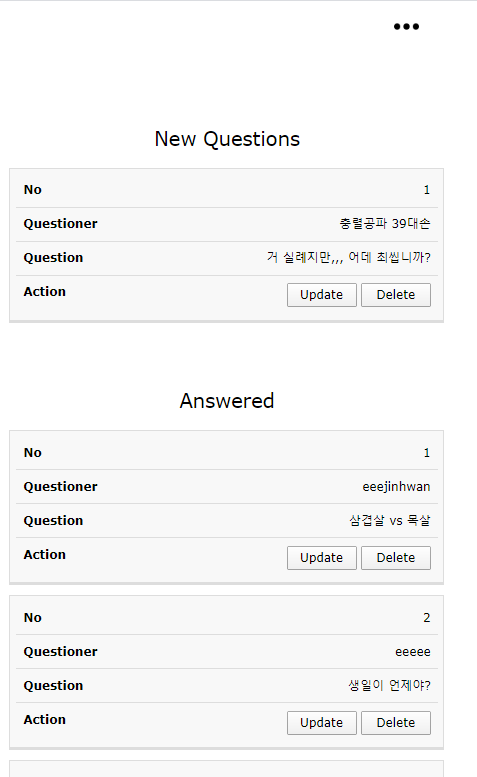 New Questions
No 1
Questioner 충렬공파 39대손
Question 거 실례지만,,, 어데 최씹니까?
Action Update Delete
Answered
No 1
Questioner eeejinhwan
Question 삼겹살 vs 목살
Action Update Delete
No 2
Questioner eeeee
Question 생일이 언제야?
Action Update Delete